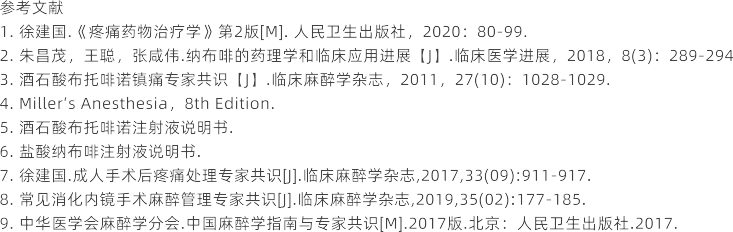 参考文献
1. 徐建国.《疼痛药物治疗学》第2版[M]. 人民卫生出版社，2020：80-99.
2. 朱昌茂，王聪，张咸伟.纳布啡的药理学和临床应用进展【J】.临床医学进展，2018，8(3)：289-294
3. 酒石酸布托啡诺镇痛专家共识【J】.临床麻醉学杂志，2011，27(10)：1028-1029.
4. Miller’s Anesthesia，8th Edition.
5. 酒石酸布托啡诺注射液说明书.
6. 盐酸纳布啡注射液说明书.
7. 徐建国.成人手术后疼痛处理专家共识[J].临床麻醉学杂志,2017,33(09):911-917.
8. 常见消化内镜手术麻醉管理专家共识[J].临床麻醉学杂志,2019,35(02):177-185.
9. 中华医学会麻醉学分会.中国麻醉学指南与专家共识[M].2017版.北京：人民卫生出版社.2017.